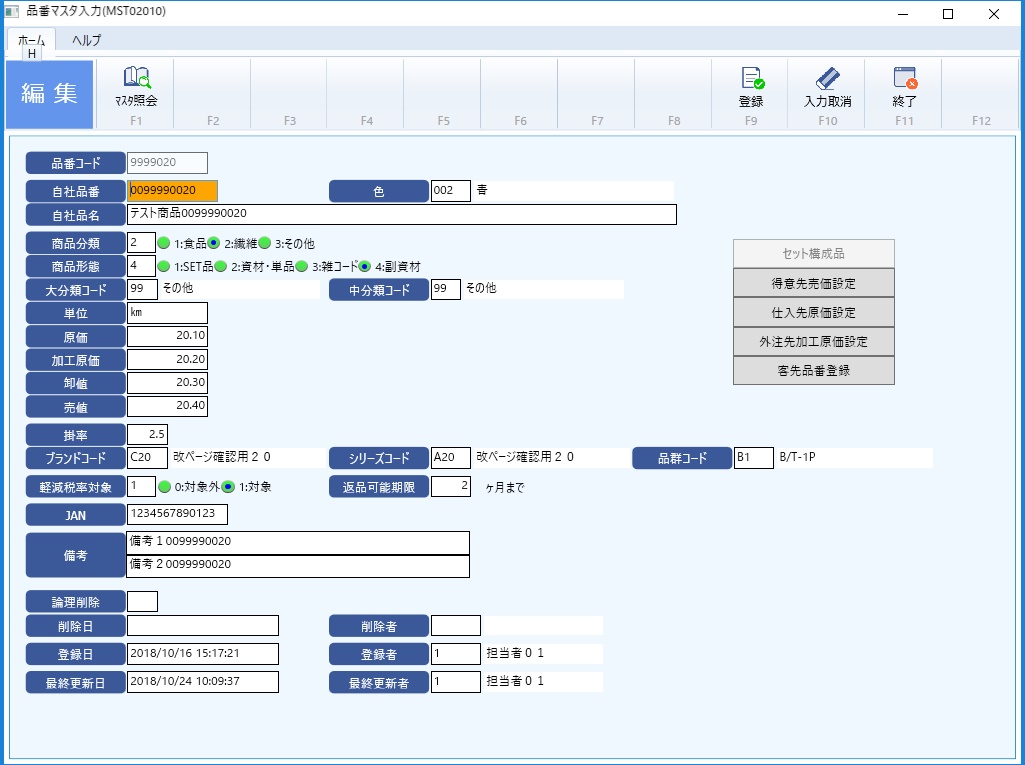 品番マスタ入力(MST02010)
ホーム ヘルプ
H
編集
マスタ照会 登録 入力取消 終了
F1 F2 F3 F4 F5 F6 F7 F8 F9 F10 F11 F12
品番コード 9999020
自社品番 0099990020 色 002 青
自社品名 テスト商品0099990020
商品分類 2 1:食品 2:繊維 3:その他
セット構成品
商品形態 4 1:SET品 2:資材・単品 3:雑コード 4:副資材
得意先売価設定
大分類コード 99 その他 中分類コード 99 その他
単位 km
仕入先原価設定
原価 20.10
外注先加工原価設定
加工原価 20.20
客先品番登録
卸値 20.30
売値 20.40
掛率 2.5
ブランドコード C20 改ページ確認用20 シリーズコード A20 改ページ確認用20 品群コード B1 B/T-1P
軽減税率対象 1 0:対象外 1:対象 返品可能期限 2 ヶ月まで
JAN 1234567890123
備考 備考10099990020
備考20099990020
論理削除
削除日 削除者
登録日 2018/10/16 15:17:21 登録者 1 担当者01
最終更新日 2018/10/24 10:09:37 最終更新者 1 担当者01